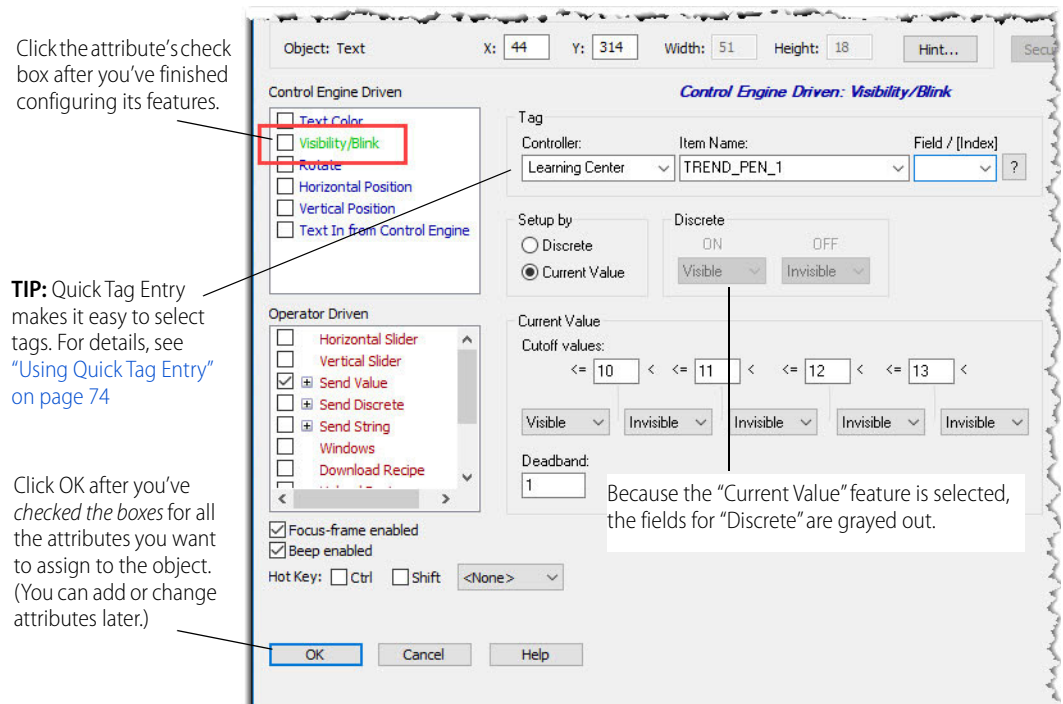 Click the attribute's check
box after you've finished
configuring its features.
TIP: Quick Tag Entry
makes it easy to select
tags. For details, see
"Using Quick Tag Entry"
on page 74
Click OK after you've
checked the boxes for all
the attributes you want
to assign to the object.
(You can add or change
attributes later.)
Object: Text X: 44 Y: 314 Width: 51 Height: 18 Hint...
Control Engine Driven
Text Color
Visibility/Blink
Rotate
Horizontal Position
Vertical Position
Text In from Control Engine
Operator Driven
Horizontal Slider
Vertical Slider
Send Value
Send Discrete
Send String
Windows
Download Recipe
Focus-frame enabled
Beep enabled
Hot Key: Ctrl Shift <None>
OK Cancel Help
Control Engine Driven: Visibility/Blink
Tag
Controller: Item Name: Field / [Index]
Learning Center TREND_PEN_1 ?
Setup by
Discrete
Current Value
Discrete
ON OFF
Visible Invisible
Current Value
Cutoff values:
<= 10 < <= 11 < <= 12 < <= 13 <
Visible Invisible Invisible Invisible Invisible
Deadband:
1
Because the "Current Value" feature is selected,
the fields for "Discrete" are grayed out.